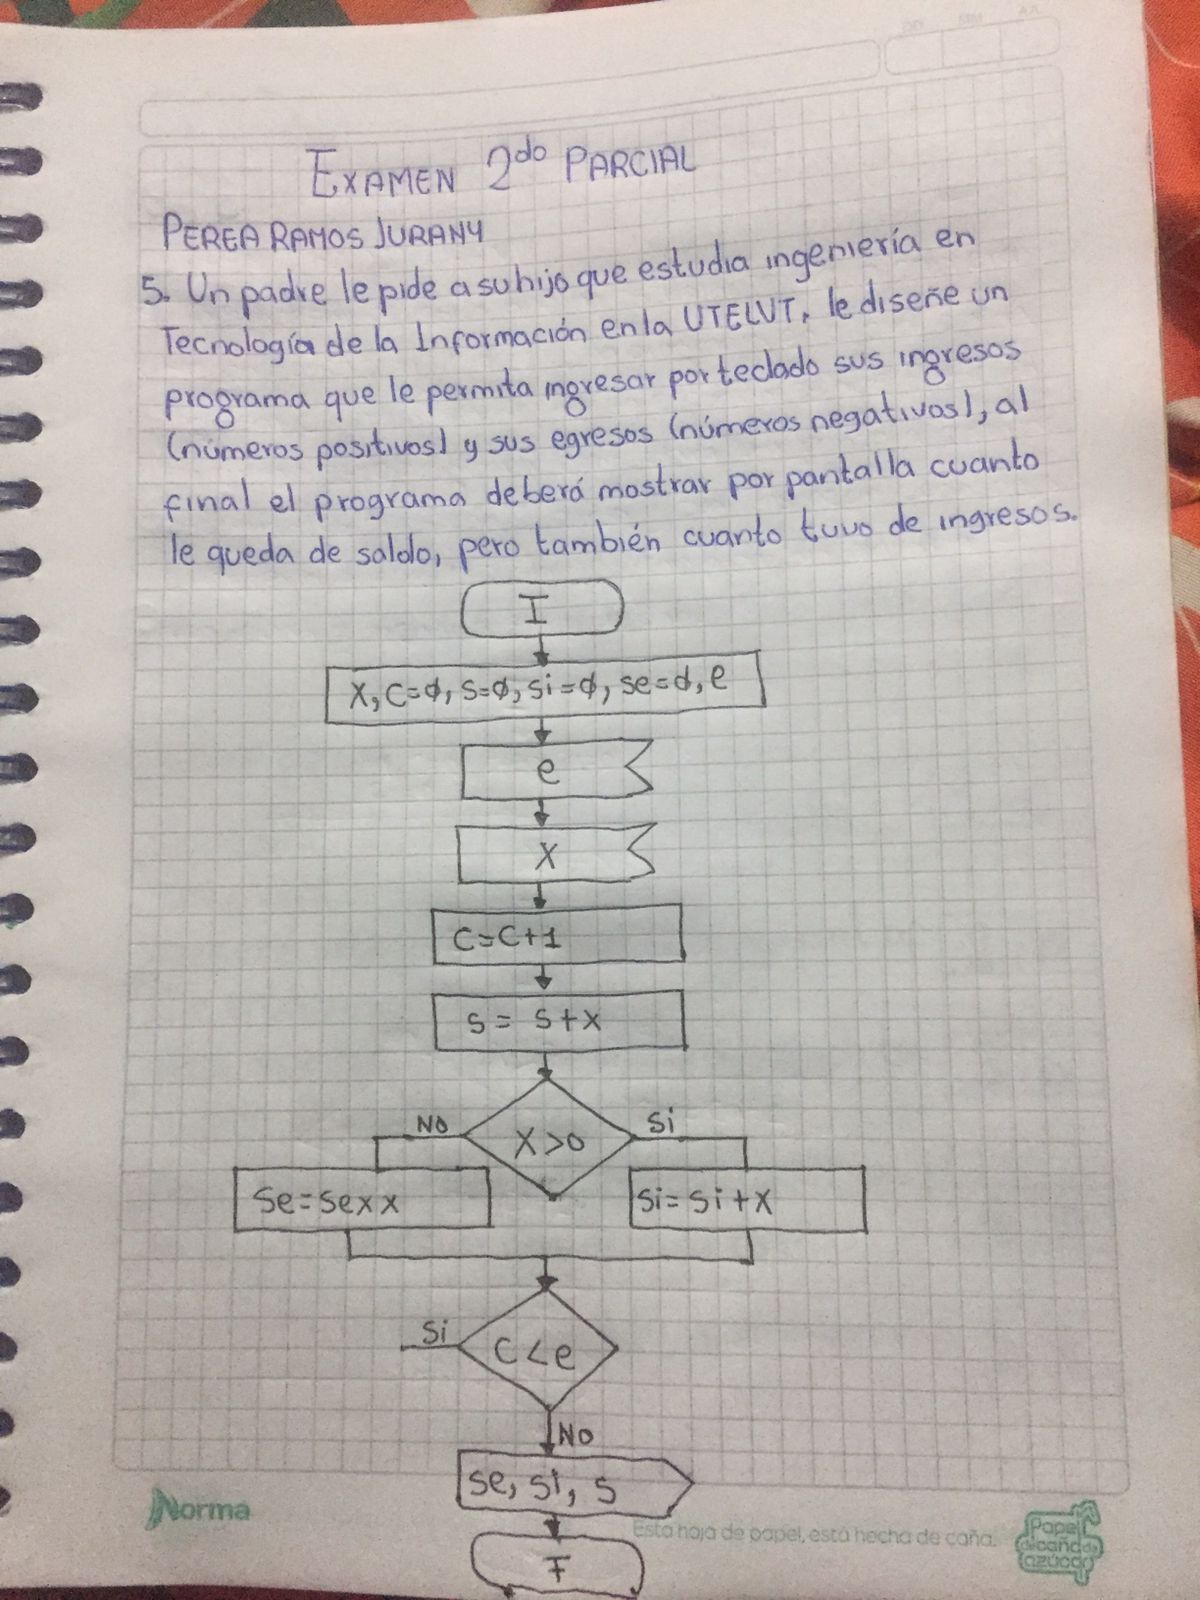 EXAMEN 2do PARCIAL
PEREA RAMOS JURANY
5. Un padre le pide a su hijo que estudia ingeniería en
Tecnología de la Información en la UTELVT, le diseñe un
programa que le permita ingresar por teclado sus ingresos
(números positivos) y sus egresos (números negativos), al
final el programa deberá mostrar por pantalla cuanto
le queda de saldo, pero también cuanto tuvo de ingresos.
I
X, C=Ø, S=Ø, Si=Ø, Se=Ø, e
e
X
C=C+1
S= S+X
NO X>0 Si
Se=Sexx Si=Si+X
Si C<e
NO
Se, Si, S
F
Norma
Esta hoja de papel, está hecha de caña.
Papel
de caña de
azúcar